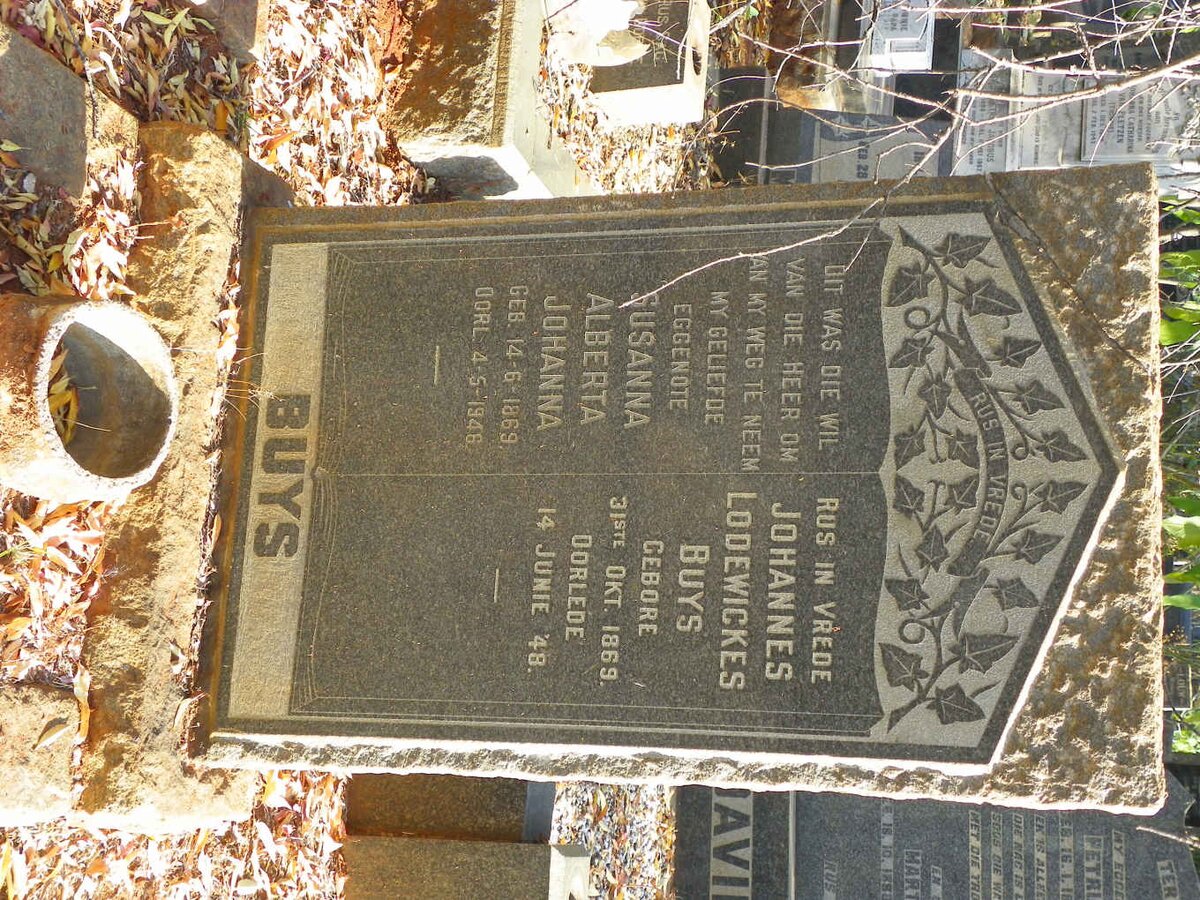 RUS IN VREDE
DIT WAS DIE WIL
VAN DIE HEER OM
VAN MY WEG TE NEEM
MY GELIEFDE
EGGENOTE
SUSANNA
ALBERTA
JOHANNA
GEB. 14·6·1869.
OORL. 4·5·1948
RUS IN VREDE
JOHANNES
LODEWICKES
BUYS
GEBORE
31STE OKT. 1869.
OORLEDE
14 JUNIE '48.
BUYS